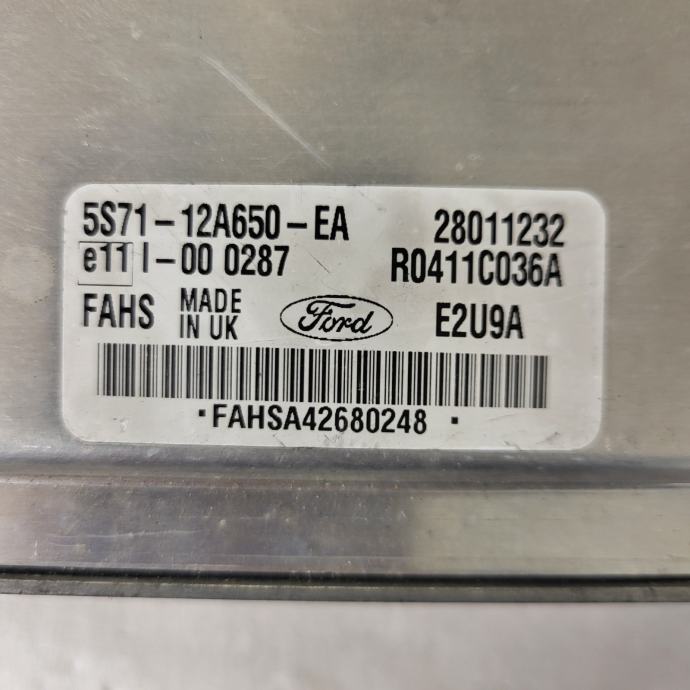 5S71-12A650-EA 28011232
e11 I-00 0287 R0411C036A
FAHS MADE IN UK Ford E2U9A
·FAHSA42680248 ·